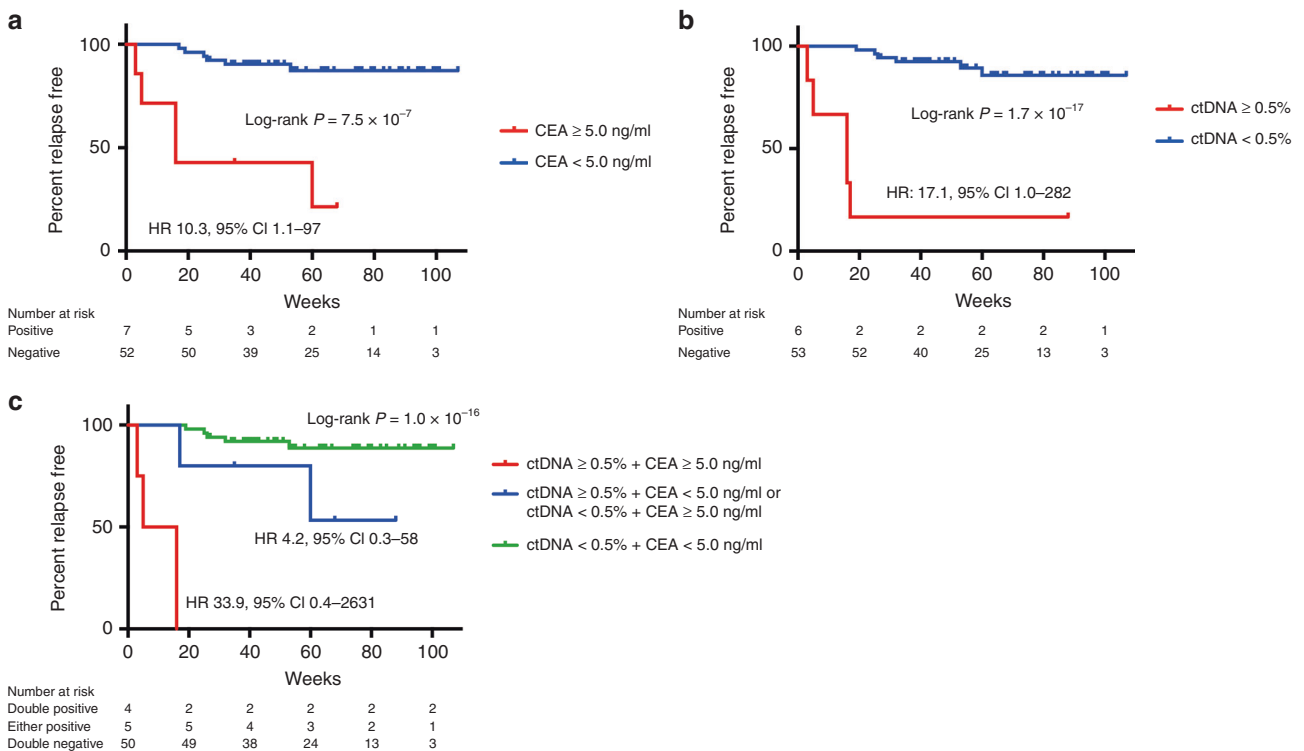 a
100
50
0
Percent relapse free
Log-rank P = 7.5 × 10⁻⁷
HR 10.3, 95% CI 1.1–97
CEA ≥ 5.0 ng/ml
CEA < 5.0 ng/ml
0 20 40 60 80 100
Weeks
Number at risk
Positive 7 5 3 2 1 1
Negative 52 50 39 25 14 3
b
100
50
0
Percent relapse free
Log-rank P = 1.7 × 10⁻¹⁷
HR: 17.1, 95% CI 1.0–282
ctDNA ≥ 0.5%
ctDNA < 0.5%
0 20 40 60 80 100
Weeks
Number at risk
Positive 6 2 2 2 2 1
Negative 53 52 40 25 13 3
c
100
50
0
Percent relapse free
Log-rank P = 1.0 × 10⁻¹⁶
HR 4.2, 95% CI 0.3–58
HR 33.9, 95% CI 0.4–2631
ctDNA ≥ 0.5% + CEA ≥ 5.0 ng/ml
ctDNA ≥ 0.5% + CEA < 5.0 ng/ml or
ctDNA < 0.5% + CEA ≥ 5.0 ng/ml
ctDNA < 0.5% + CEA < 5.0 ng/ml
0 20 40 60 80 100
Weeks
Number at risk
Double positive 4 2 2 2 2 2
Either positive 5 5 4 3 2 1
Double negative 50 49 38 24 13 3